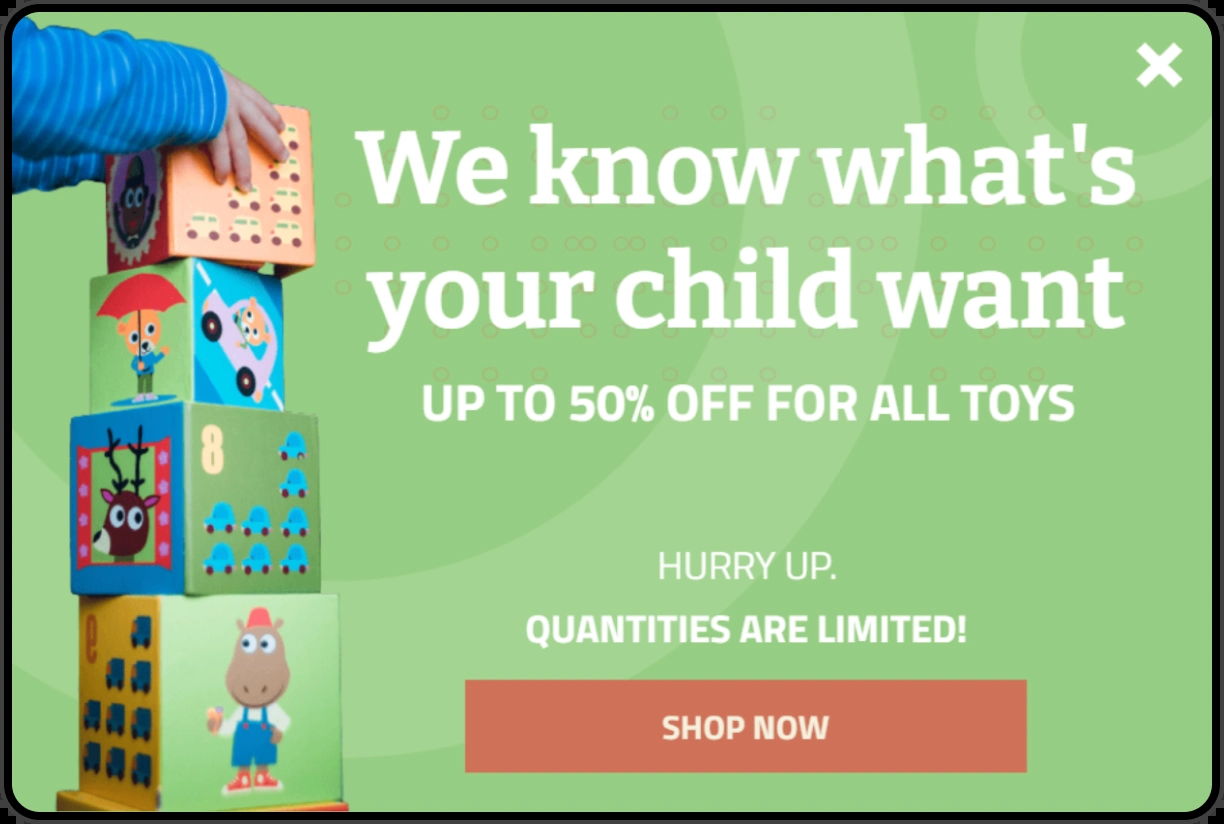 We know what's
your child want
UP TO 50% OFF FOR ALL TOYS
8
HURRY UP.
QUANTITIES ARE LIMITED!
SHOP NOW